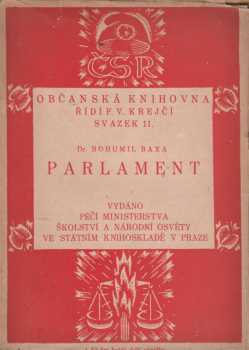 ČSR
OBČANSKÁ KNIHOVNA
ŘÍDÍ F. V. KREJČÍ
SVAZEK 11.
Dr. BOHUMIL BAXA
PARLAMENT
VYDÁNO
PÉČÍ MINISTERSTVA
ŠKOLSTVÍ A NÁRODNÍ OSVĚTY
VE STÁTNÍM KNIHOSKLADĚ V PRAZE